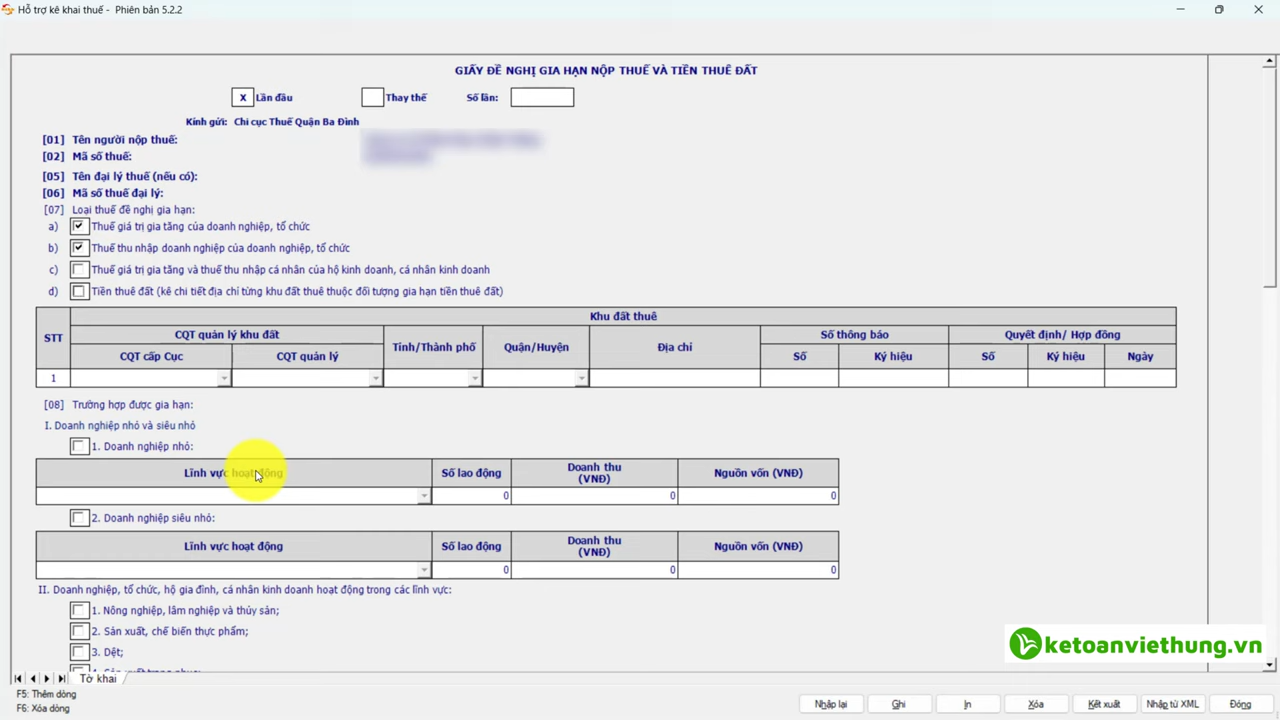 Hỗ trợ kê khai thuế - Phiên bản 5.2.2
GIẤY ĐỀ NGHỊ GIA HẠN NỘP THUẾ VÀ TIỀN THUÊ ĐẤT
X Lần đầu Thay thế Số lần:
Kính gửi: Chi cục Thuế Quận Ba Đình
[01] Tên người nộp thuế:
[02] Mã số thuế:
[05] Tên đại lý thuế (nếu có):
[06] Mã số thuế đại lý:
[07] Loại thuế đề nghị gia hạn:
a) Thuế giá trị gia tăng của doanh nghiệp, tổ chức
b) Thuế thu nhập doanh nghiệp của doanh nghiệp, tổ chức
c) Thuế giá trị gia tăng và thuế thu nhập cá nhân của hộ kinh doanh, cá nhân kinh doanh
d) Tiền thuê đất (kê chi tiết địa chỉ từng khu đất thuê thuộc đối tượng gia hạn tiền thuê đất)
Khu đất thuê
STT CQT quản lý khu đất Tỉnh/Thành phố Quận/Huyện Địa chỉ Số thông báo Quyết định/ Hợp đồng
CQT cấp Cục CQT quản lý Số Ký hiệu Số Ký hiệu Ngày
1
[08] Trường hợp được gia hạn:
I. Doanh nghiệp nhỏ và siêu nhỏ
1. Doanh nghiệp nhỏ:
Lĩnh vực hoạt động Số lao động Doanh thu (VNĐ) Nguồn vốn (VNĐ)
0 0 0
2. Doanh nghiệp siêu nhỏ:
Lĩnh vực hoạt động Số lao động Doanh thu (VNĐ) Nguồn vốn (VNĐ)
0 0 0
II. Doanh nghiệp, tổ chức, hộ gia đình, cá nhân kinh doanh hoạt động trong các lĩnh vực:
1. Nông nghiệp, lâm nghiệp và thủy sản;
2. Sản xuất, chế biến thực phẩm;
3. Dệt;
4. Sản xuất trang phục;
ketoanviethung.vn
Tờ khai
F5: Thêm dòng
F6: Xóa dòng
Nhập lại Ghi In Xóa Kết xuất Nhập từ XML Đóng